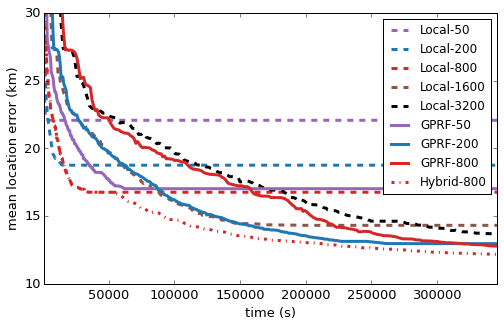 30
25
20
15
10
mean location error (km)
50000 100000 150000 200000 250000 300000
time (s)
Local-50
Local-200
Local-800
Local-1600
Local-3200
GPRF-50
GPRF-200
GPRF-800
Hybrid-800